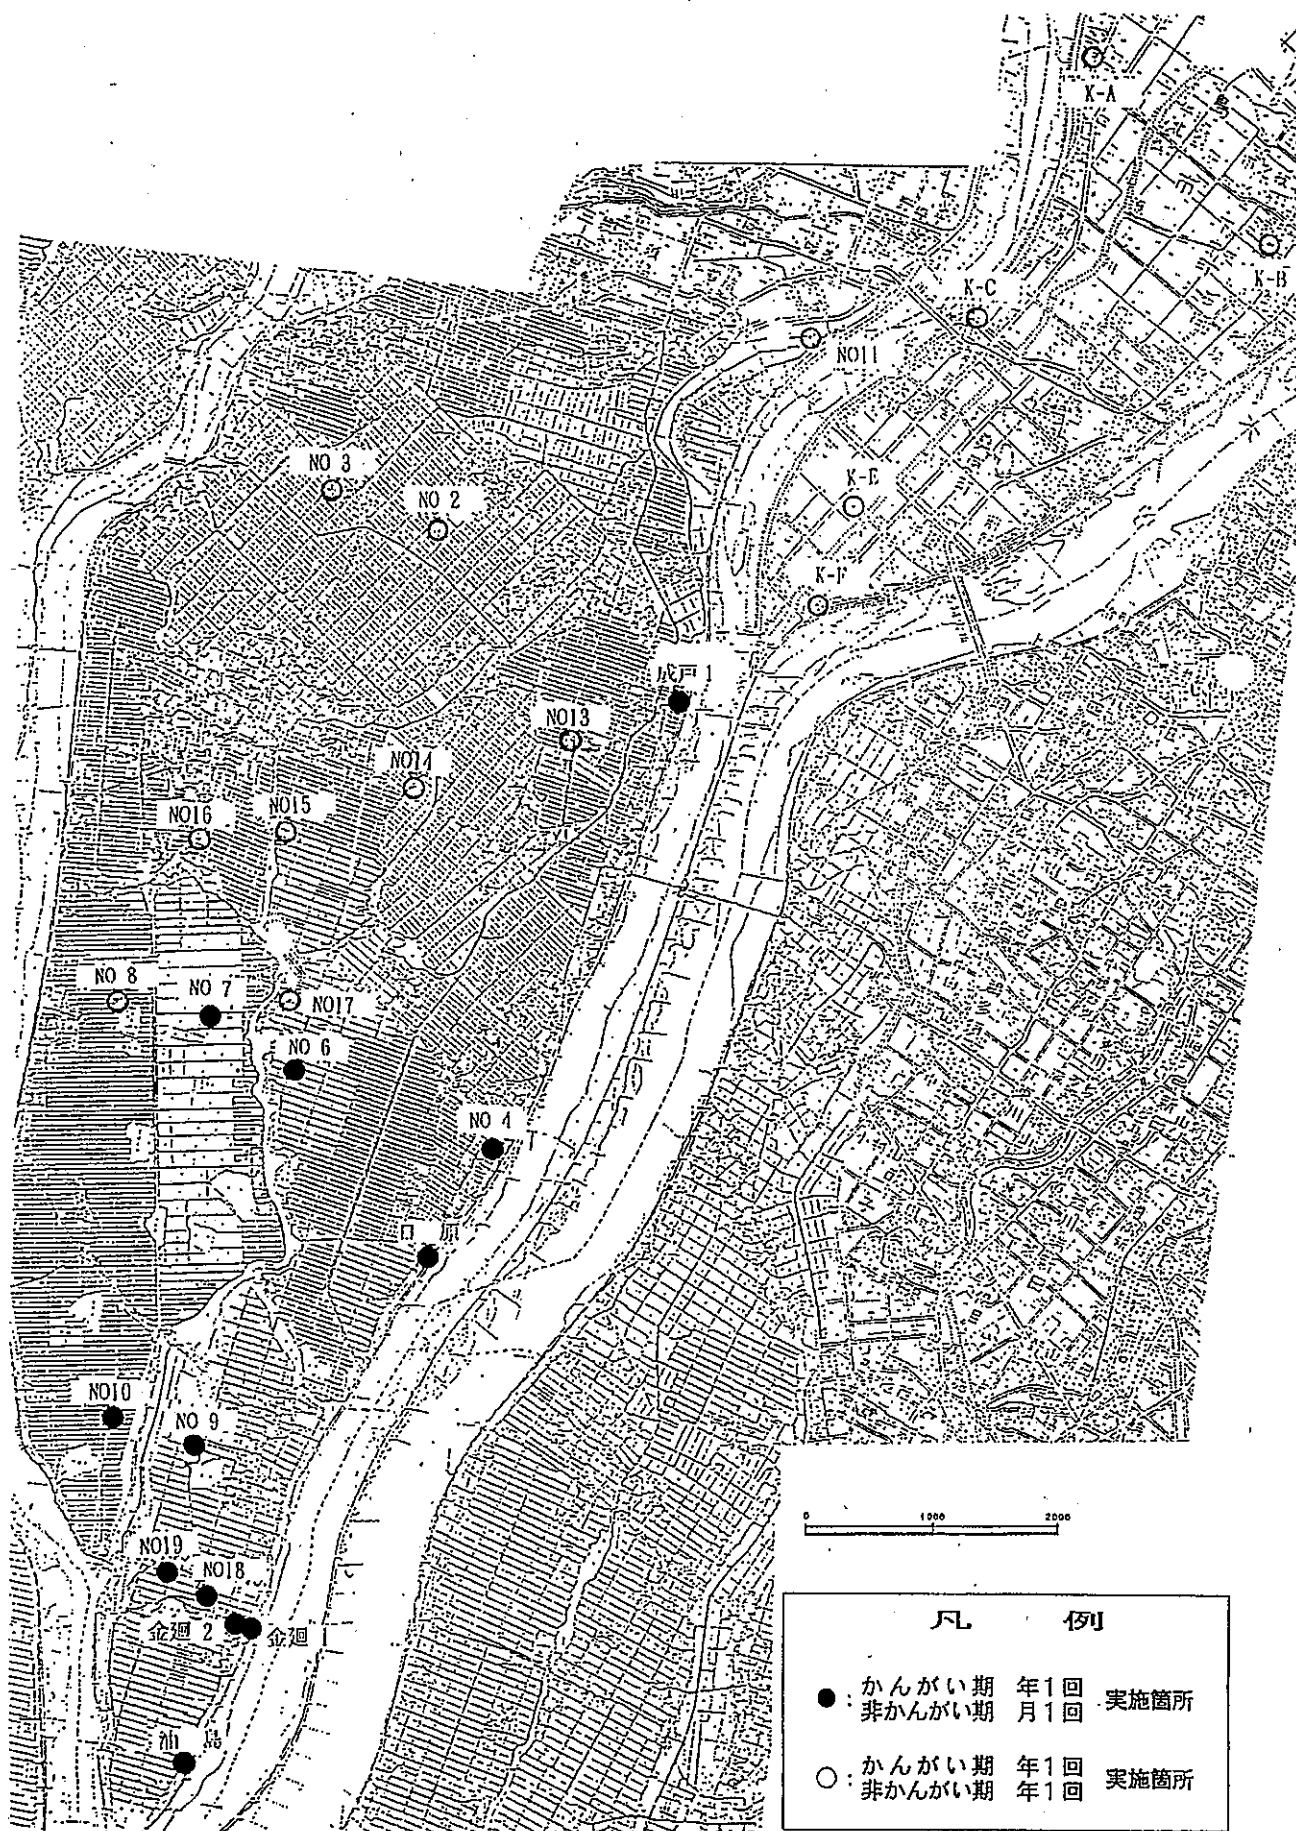 K-A
K-B
K-C
NO11
NO 3
NO 2
K-E
K-F
成戸 1
NO13
NO14
NO16
NO15
NO 8
NO 7
NO17
NO 6
NO 4
NO10
NO 9
NO19
NO18
金廻 2
金廻 1
0 1000 2000
凡 例
● : かんがい期 年1回 実施箇所
非かんがい期 月1回
○ : かんがい期 年1回 実施箇所
非かんがい期 年1回